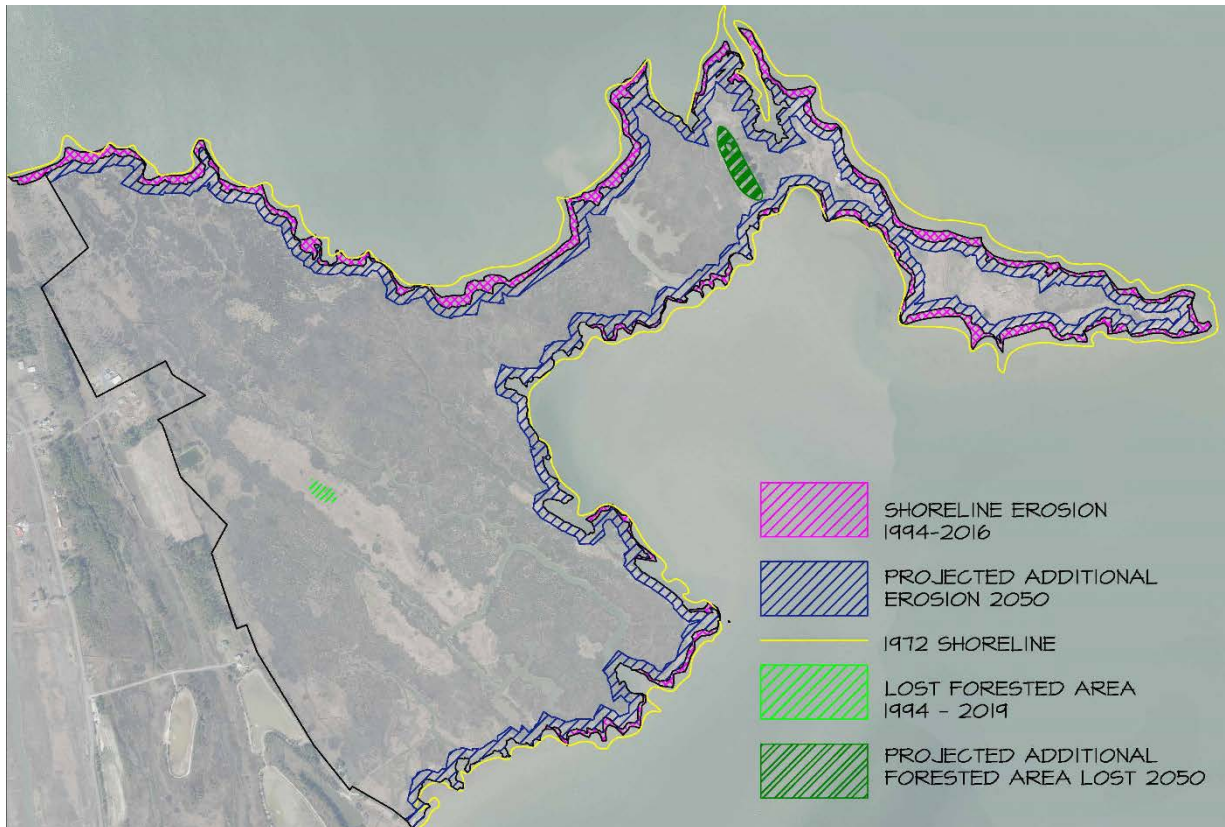 SHORELINE EROSION
1994-2016
PROJECTED ADDITIONAL
EROSION 2050
1972 SHORELINE
LOST FORESTED AREA
1994 - 2019
PROJECTED ADDITIONAL
FORESTED AREA LOST 2050